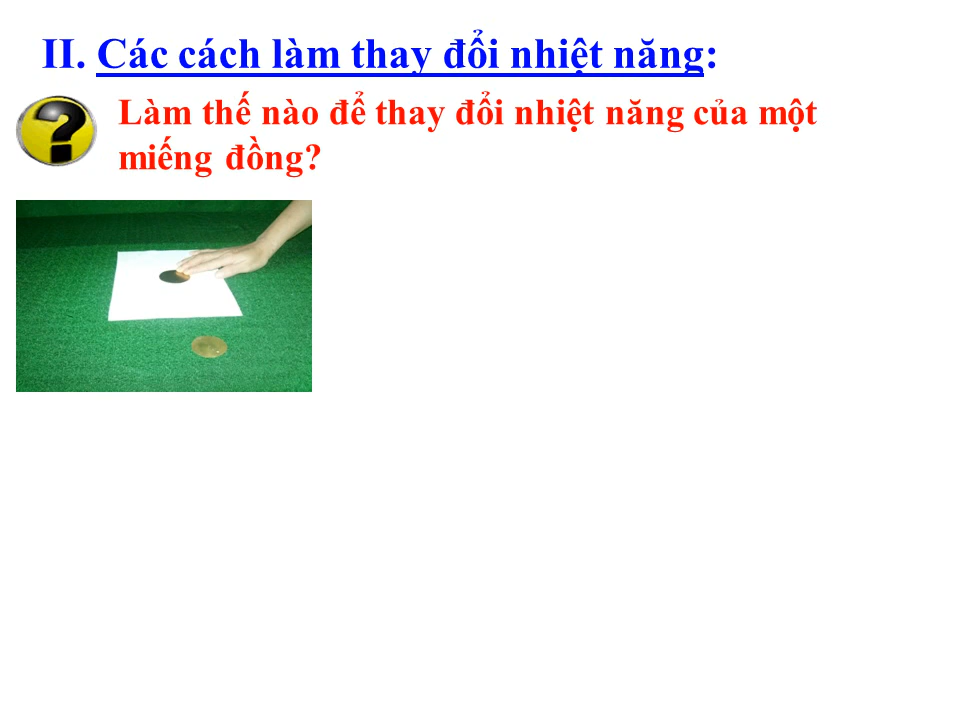 II. Các cách làm thay đổi nhiệt năng:
Làm thế nào để thay đổi nhiệt năng của một
miếng đồng?